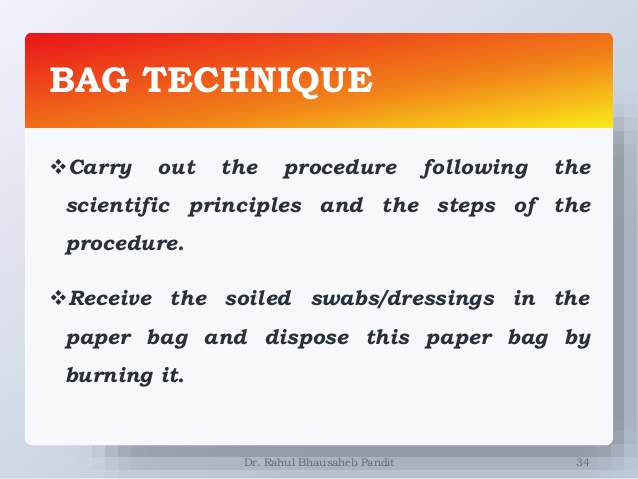 BAG TECHNIQUE
❖Carry out the procedure following the
scientific principles and the steps of the
procedure.
❖Receive the soiled swabs/dressings in the
paper bag and dispose this paper bag by
burning it.
Dr. Rahul Bhausaheb Pandit 34